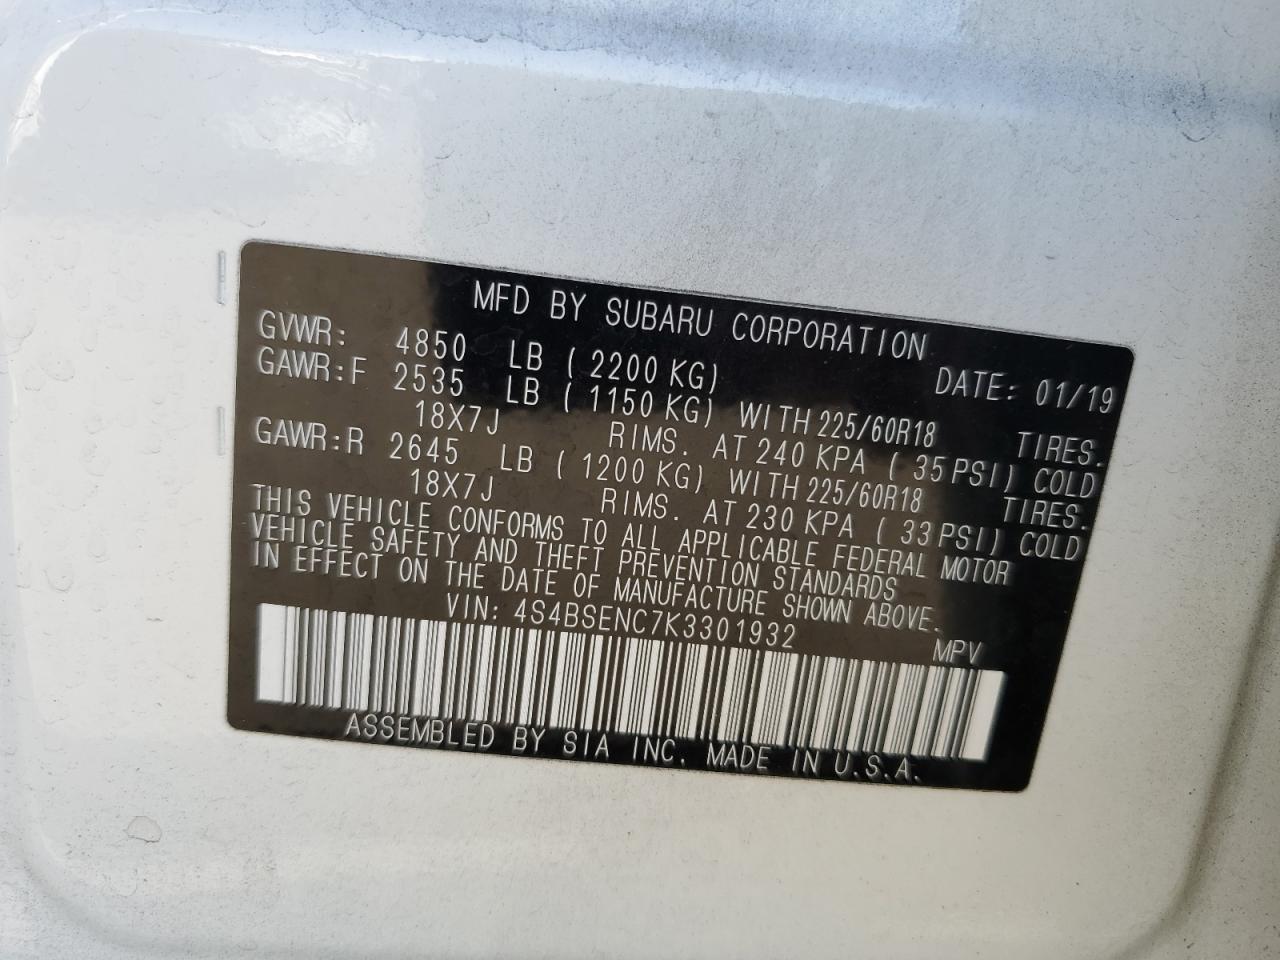 MFD BY SUBARU CORPORATION
DATE: 01/19
GVWR: 4850 LB ( 2200 KG)
GAWR:F 2535 LB ( 1150 KG) WITH 225/60R18 TIRES.
18X7J RIMS. AT 240 KPA ( 35 PSI) COLD
GAWR:R 2645 LB ( 1200 KG) WITH 225/60R18 TIRES.
18X7J RIMS. AT 230 KPA ( 33 PSI) COLD
THIS VEHICLE CONFORMS TO ALL APPLICABLE FEDERAL MOTOR
VEHICLE SAFETY AND THEFT PREVENTION STANDARDS
IN EFFECT ON THE DATE OF MANUFACTURE SHOWN ABOVE.
VIN: 4S4BSENC7K3301932 MPV
ASSEMBLED BY SIA INC. MADE IN U.S.A.